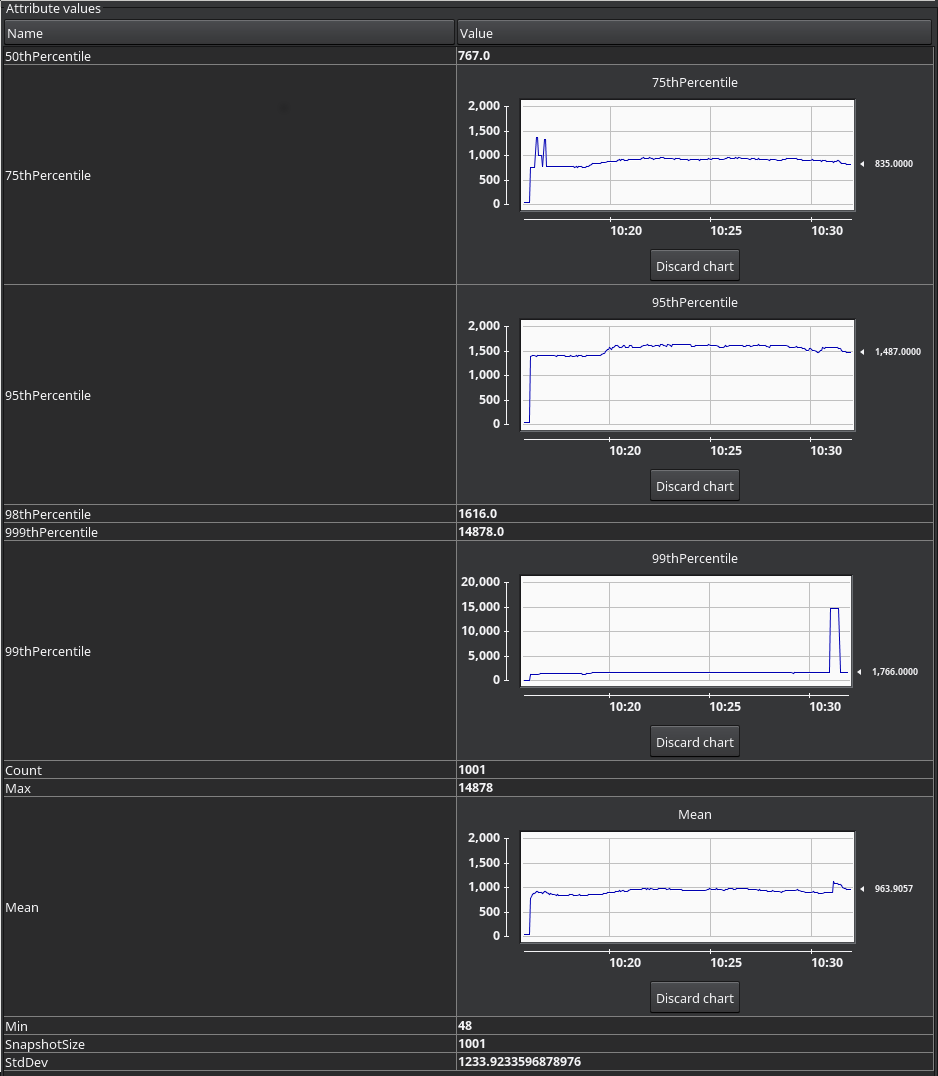 Attribute values
Name Value
50thPercentile 767.0
75thPercentile
75thPercentile
2,000
1,500
1,000
500
0
835.0000
10:20 10:25 10:30
Discard chart
95thPercentile
95thPercentile
2,000
1,500
1,000
500
0
1,487.0000
10:20 10:25 10:30
Discard chart
98thPercentile 1616.0
999thPercentile 14878.0
99thPercentile
99thPercentile
20,000
15,000
10,000
5,000
0
1,766.0000
10:20 10:25 10:30
Discard chart
Count 1001
Max 14878
Mean
Mean
2,000
1,500
1,000
500
0
963.9057
10:20 10:25 10:30
Discard chart
Min 48
SnapshotSize 1001
StdDev 1233.9233596878976